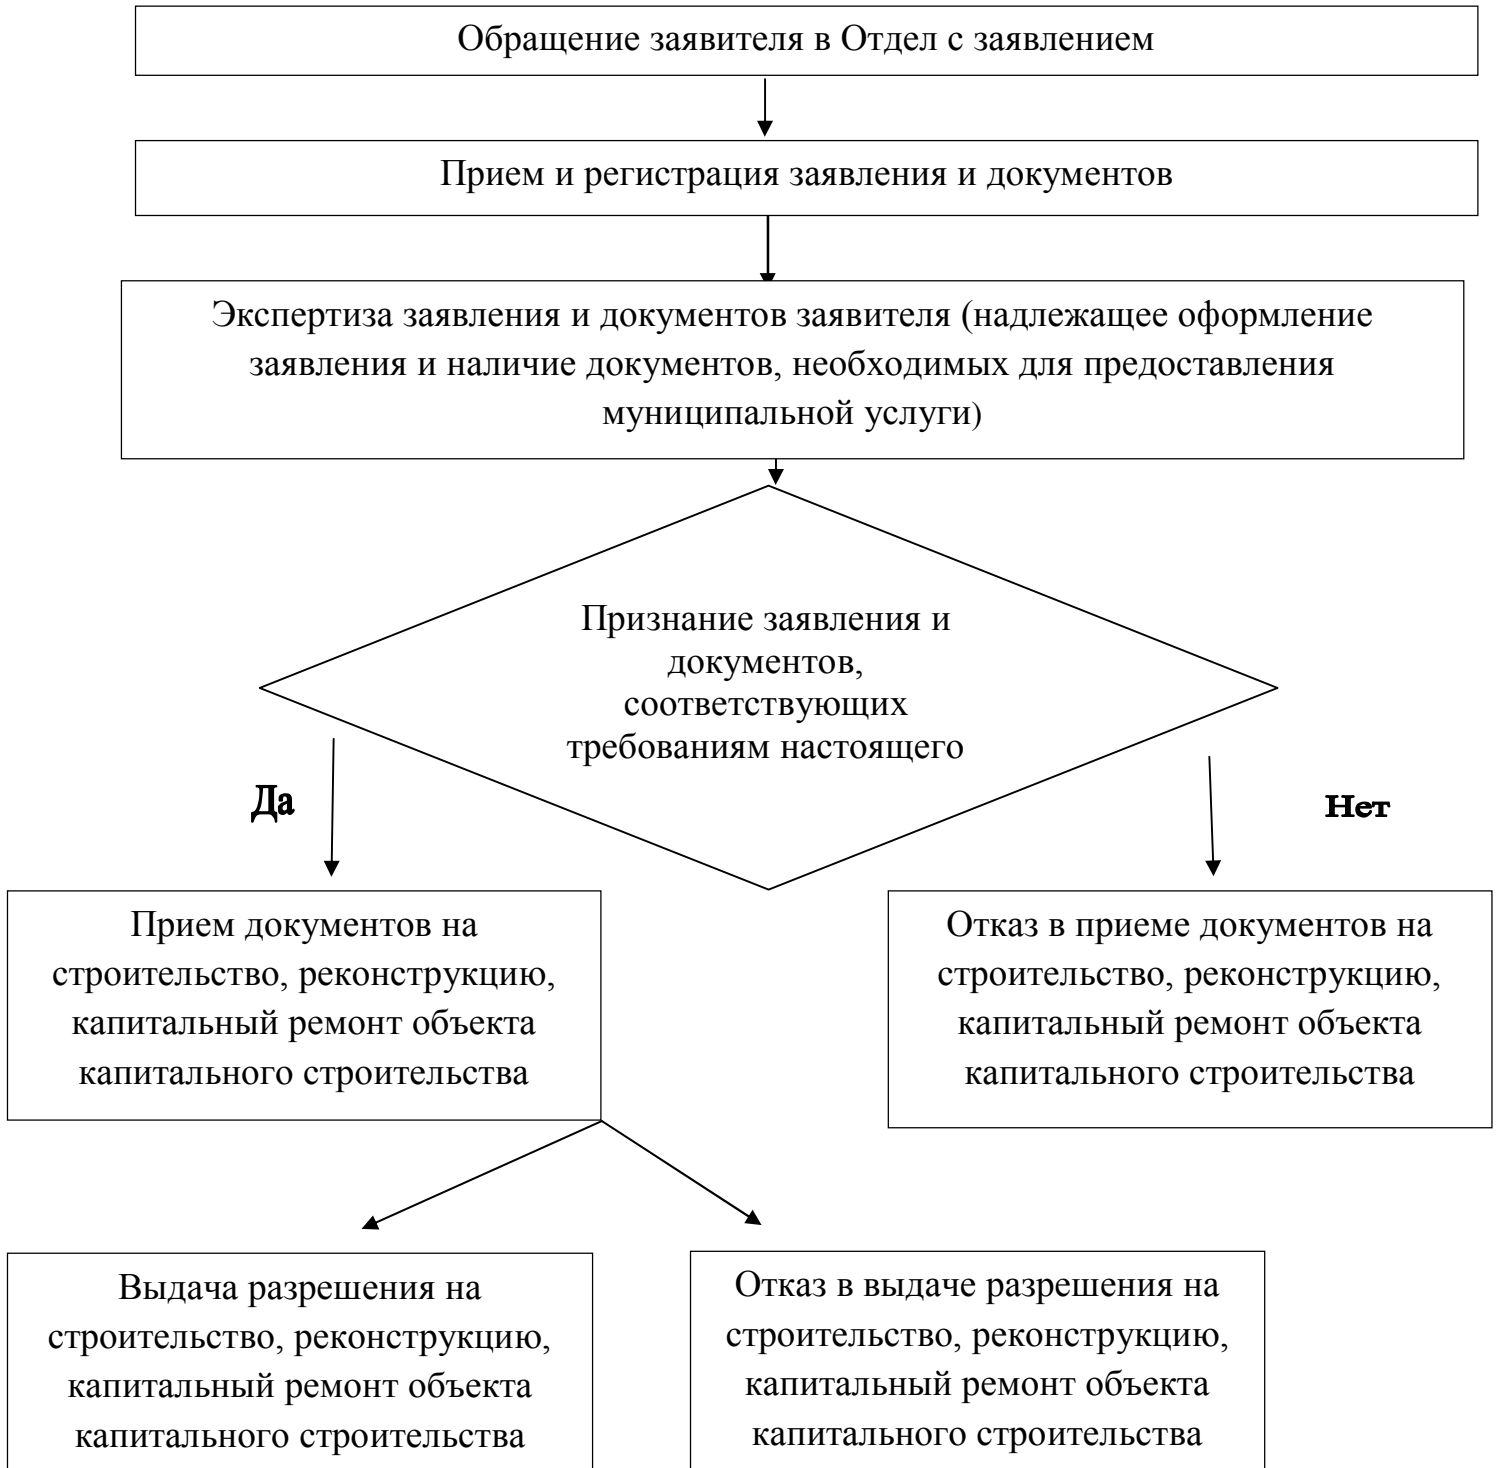 Обращение заявителя в Отдел с заявлением
Прием и регистрация заявления и документов
Экспертиза заявления и документов заявителя (надлежащее оформление
заявления и наличие документов, необходимых для предоставления
муниципальной услуги)
Признание заявления и
документов,
соответствующих
требованиям настоящего
Да
Нет
Прием документов на
строительство, реконструкцию,
капитальный ремонт объекта
капитального строительства
Отказ в приеме документов на
строительство, реконструкцию,
капитальный ремонт объекта
капитального строительства
Выдача разрешения на
строительство, реконструкцию,
капитальный ремонт объекта
капитального строительства
Отказ в выдаче разрешения на
строительство, реконструкцию,
капитальный ремонт объекта
капитального строительства